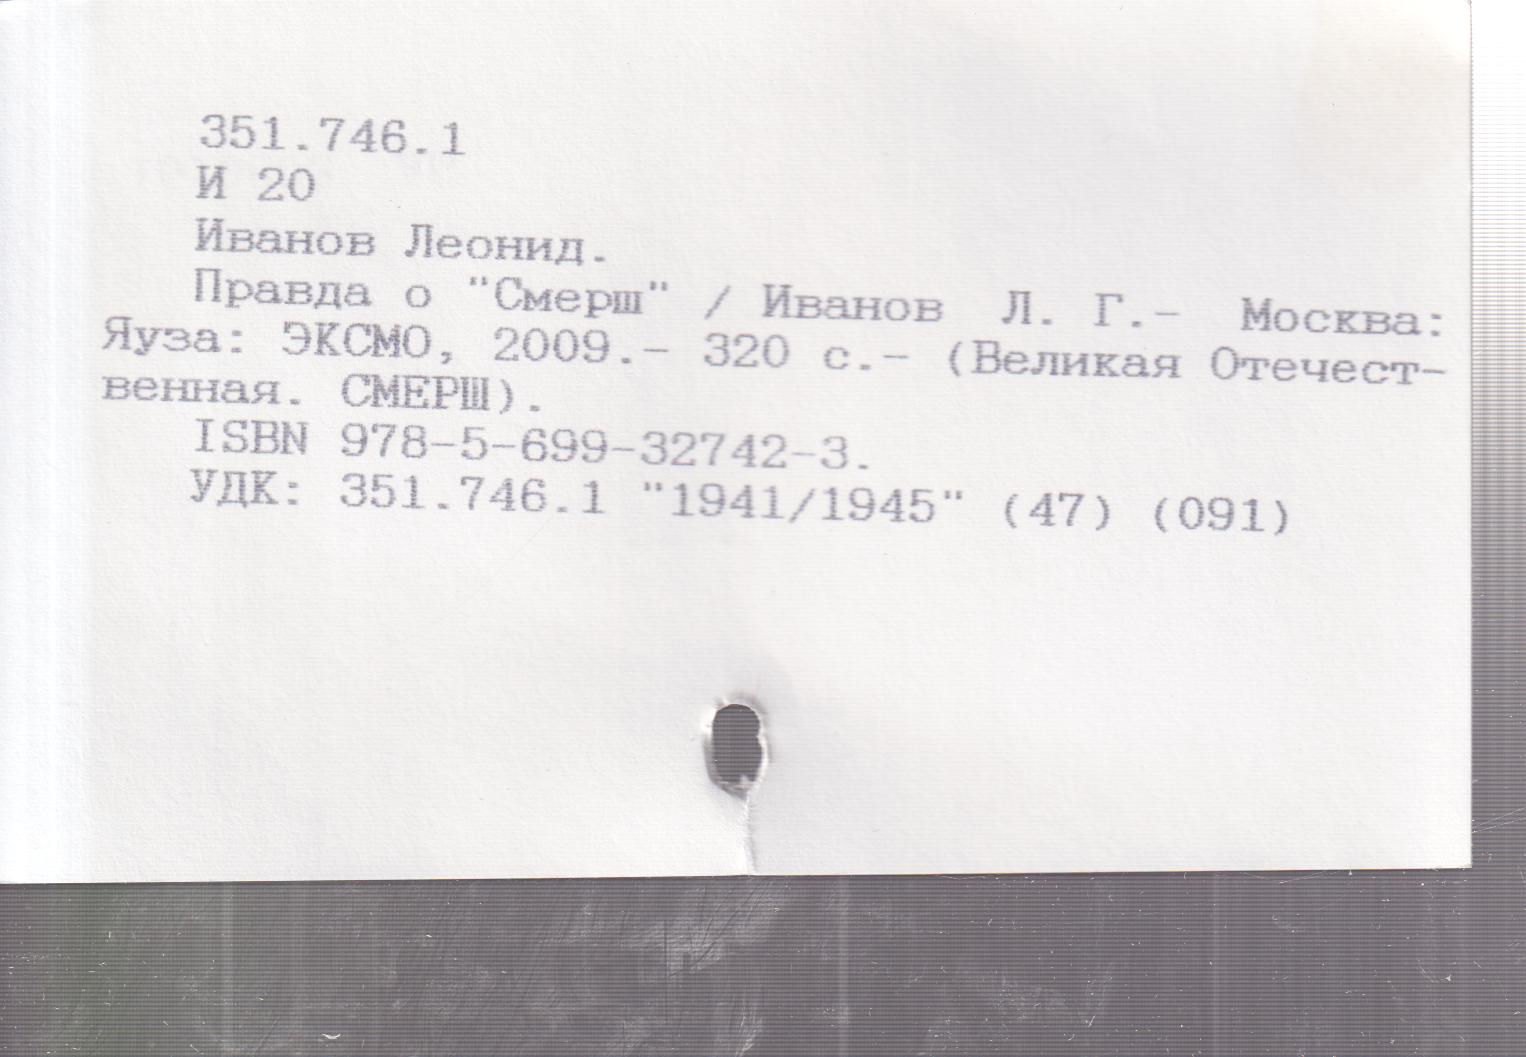 351.746.1
И 20
Иванов Леонид.
Правда о "Смерш" / Иванов Л. Г.- Москва:
Яуза: ЭКСМО, 2009.- 320 с.- (Великая Отечест-
венная. СМЕРШ).
ISBN 978-5-699-32742-3.
УДК: 351.746.1 "1941/1945" (47) (091)